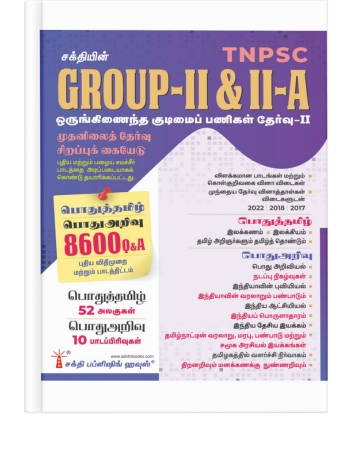 சக்தியின்
TNPSC
GROUP-II & II-A
ஒருங்கிணைந்த குடிமைப் பணிகள் தேர்வு-II
முதனிலைத் தேர்வு
சிறப்புக் கையேடு
புதிய மற்றும் பழைய சமச்சீர்
பாடத்தை அடிப்படையாகக்
கொண்டு தயாரிக்கப்பட்டது.
விளக்கமான பாடங்கள் மற்றும்
கொள்குறிவகை வினா விடைகள்
முந்தைய தேர்வு வினாத்தாள்கள்
விடைகளுடன்
2022 | 2018 | 2017
பொதுத்தமிழ்
பொதுஅறிவு
8600 Q&A
புதிய விதிமுறை
மற்றும் பாடத்திட்டம்
பொதுத்தமிழ்
52 அலகுகள்
பொதுஅறிவு
10 பாடப்பிரிவுகள்
பொதுத்தமிழ்
இலக்கணம் • இலக்கியம்
தமிழ் அறிஞர்களும் தமிழ்த் தொண்டும்
பொதுஅறிவு
பொது அறிவியல்
நடப்பு நிகழ்வுகள்
இந்தியாவின் புவியியல்
இந்தியாவின் வரலாறும் பண்பாடும்
இந்திய ஆட்சியியல்
இந்தியப் பொருளாதாரம்
இந்திய தேசிய இயக்கம்
தமிழ்நாட்டின் வரலாறு, மரபு, பண்பாடு மற்றும்
சமூக அரசியல் இயக்கங்கள்
தமிழகத்தில் வளர்ச்சி நிர்வாகம்
திறனறிவும் மனக்கணக்கு நுண்ணறிவும்
www.sakthibooks.com
சக்தி பப்ளிஷிங் ஹவுஸ்